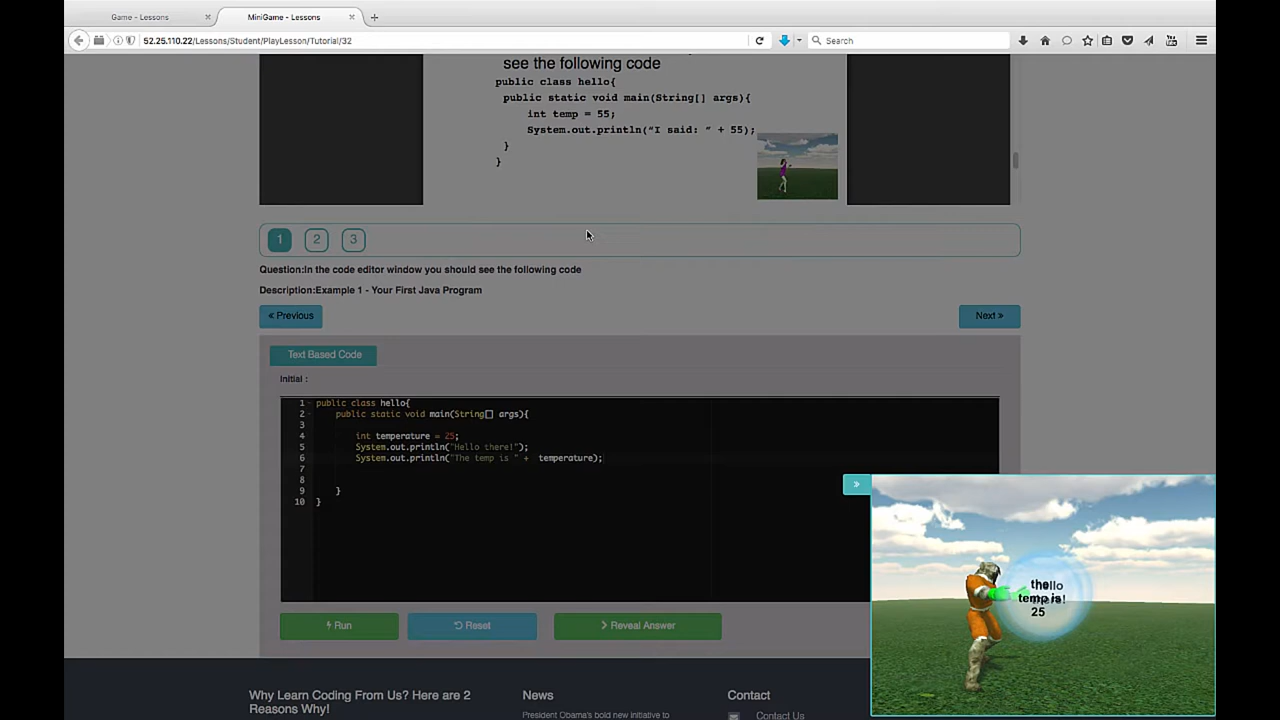 Game - Lessons
MiniGame - Lessons
52.25.110.22/Lessons/Student/PlayLesson/Tutorial/32
Search
see the following code
public class hello{
public static void main(String[] args){
int temp = 55;
System.out.println(“I said: ” + 55);
}
}
1 2 3
Question:In the code editor window you should see the following code
Description:Example 1 - Your First Java Program
« Previous
Next »
Text Based Code
Initial :
1 public class hello{
2 public static void main(String[] args){
3
4 int temperature = 25;
5 System.out.println("Hello there!");
6 System.out.println("The temp is " +  temperature);
7
8
9 }
10 }
»
the
temp is
25
Hello
Run
Reset
Reveal Answer
Why Learn Coding From Us? Here are 2
Reasons Why!
News
President Obama's bold new initiative to
Contact
Contact Us